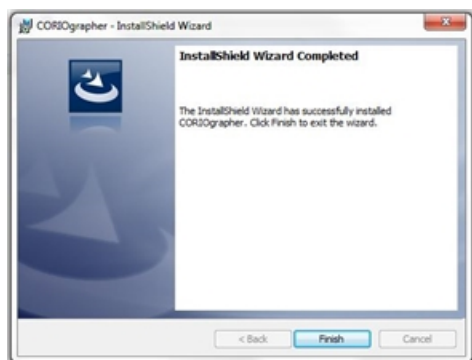 CORIOgrapher - InstallShield Wizard
InstallShield Wizard Completed
The InstallShield Wizard has successfully installed
CORIOgrapher. Click Finish to exit the wizard.
< Back
Finish
Cancel